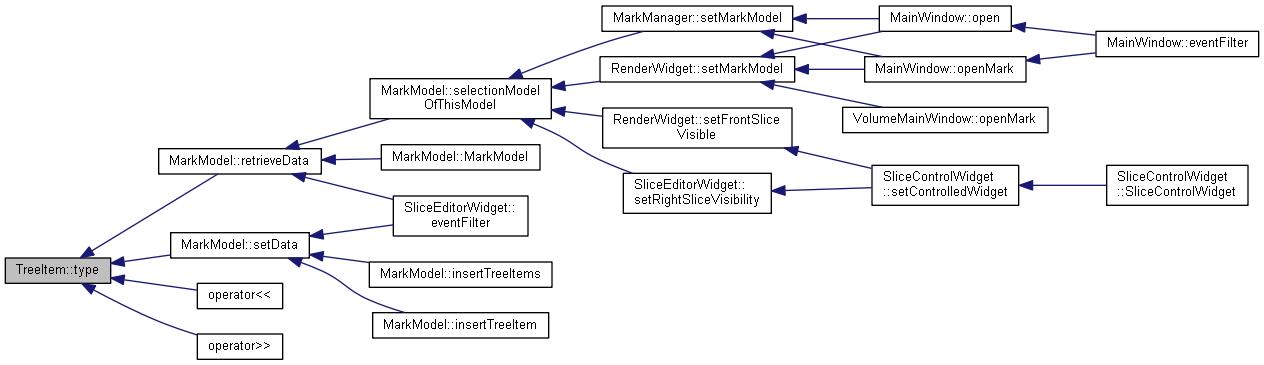 MarkManager::setMarkModel
MainWindow::open
MainWindow::eventFilter
RenderWidget::setMarkModel
MainWindow::openMark
MarkModel::selectionModel
OfThisModel
VolumeMainWindow::openMark
RenderWidget::setFrontSlice
Visible
MarkModel::retrieveData
MarkModel::MarkModel
SliceEditorWidget::
setRightSliceVisibility
SliceControlWidget
::setControlledWidget
SliceControlWidget
::SliceControlWidget
SliceEditorWidget::
eventFilter
MarkModel::setData
TreeItem::type
MarkModel::insertTreeItems
operator<<
MarkModel::insertTreeItem
operator>>